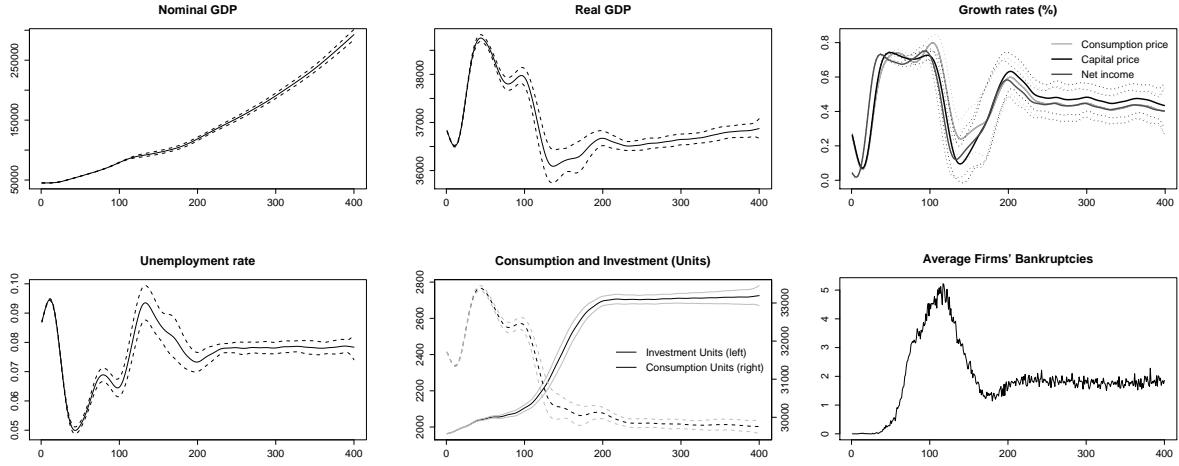 Nominal GDP
50000 150000 250000
0 100 200 300 400
Real GDP
36000 37000 38000
0 100 200 300 400
Growth rates (%)
0.0 0.2 0.4 0.6 0.8
Consumption price
Capital price
Net income
0 100 200 300 400
Unemployment rate
0.05 0.06 0.07 0.08 0.09 0.10
0 100 200 300 400
Consumption and Investment (Units)
2000 2200 2400 2600 2800
Investment Units (left)
Consumption Units (right)
30000 31000 32000 33000
0 100 200 300 400
Average Firms' Bankruptcies
0 1 2 3 4 5
0 100 200 300 400